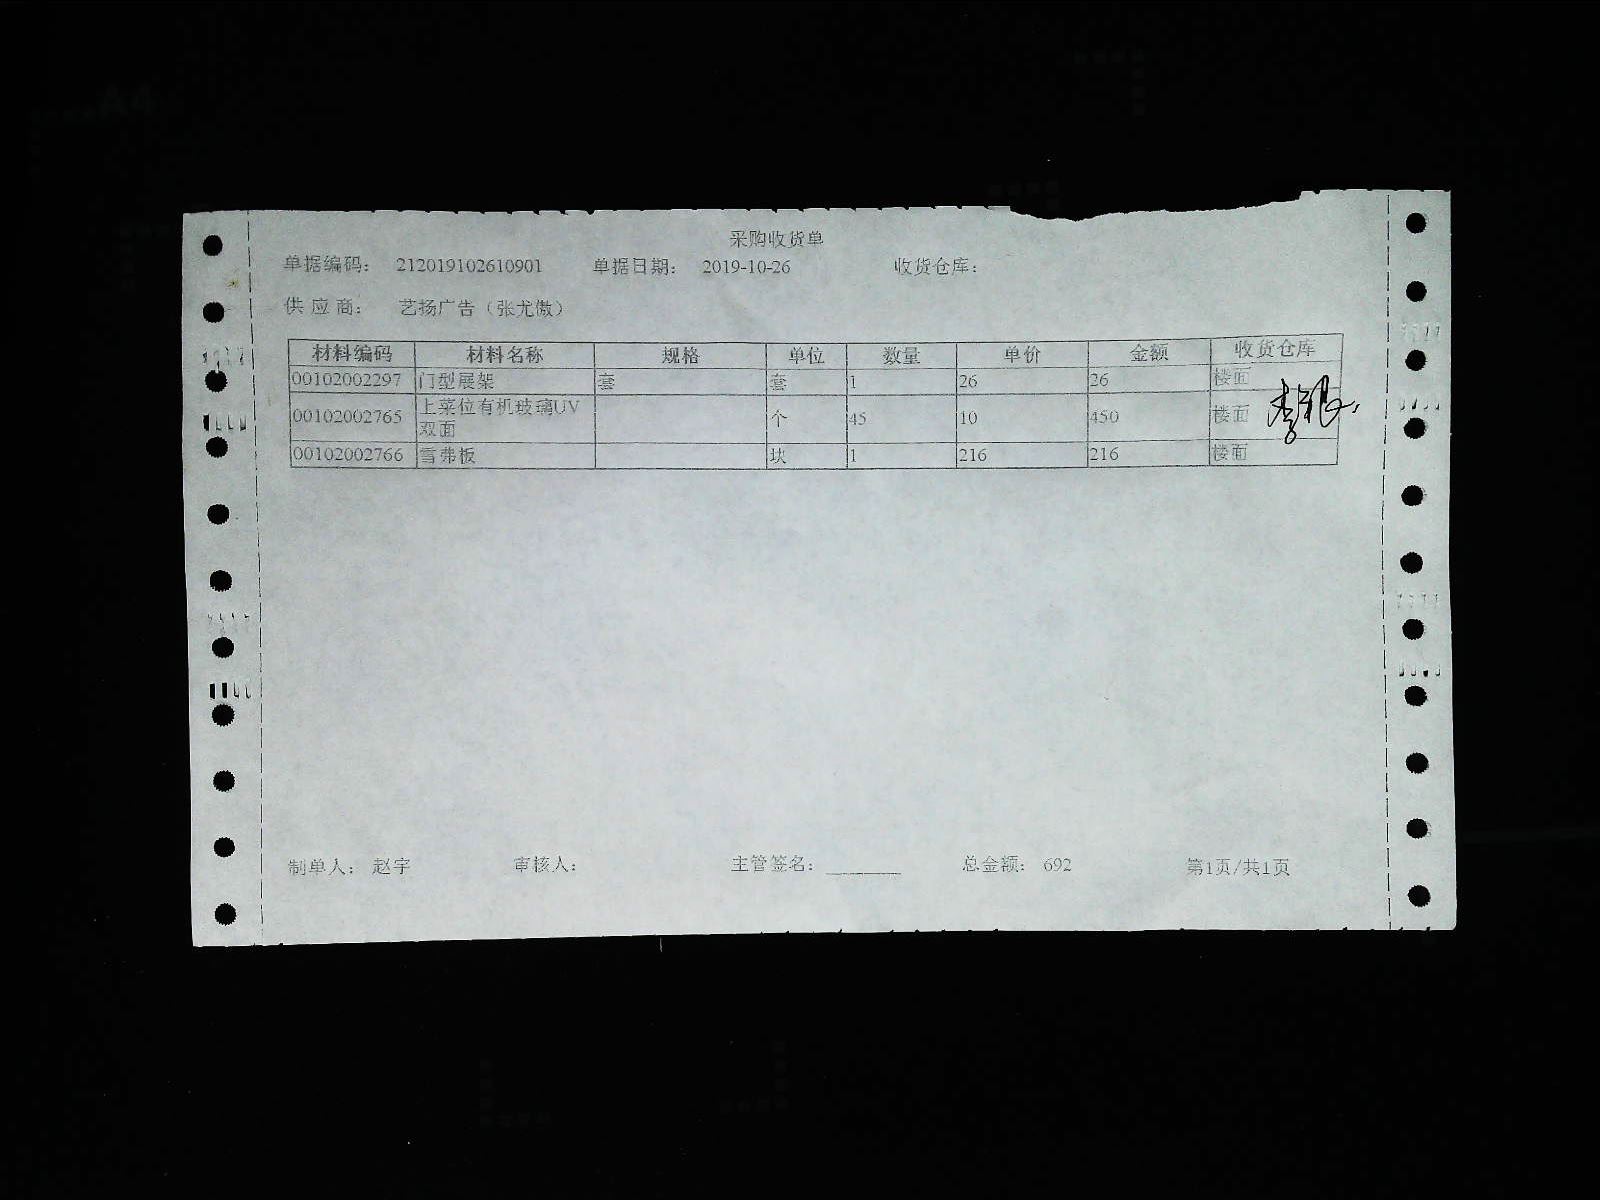 采购收货单
单据编码： 212019102610901 单据日期： 2019-10-26 收货仓库：
供应商： 艺扬广告（张尤傲）
材料编码 材料名称 规格 单位 数量 单价 金额 收货仓库
00102002297 门型展架 套 套 1 26 26 楼面
00102002765 上菜位有机玻璃UV双面 个 45 10 450 楼面
00102002766 雪弗板 块 1 216 216 楼面
制单人： 赵宇 审核人： 主管签名： 总金额： 692 第1页/共1页